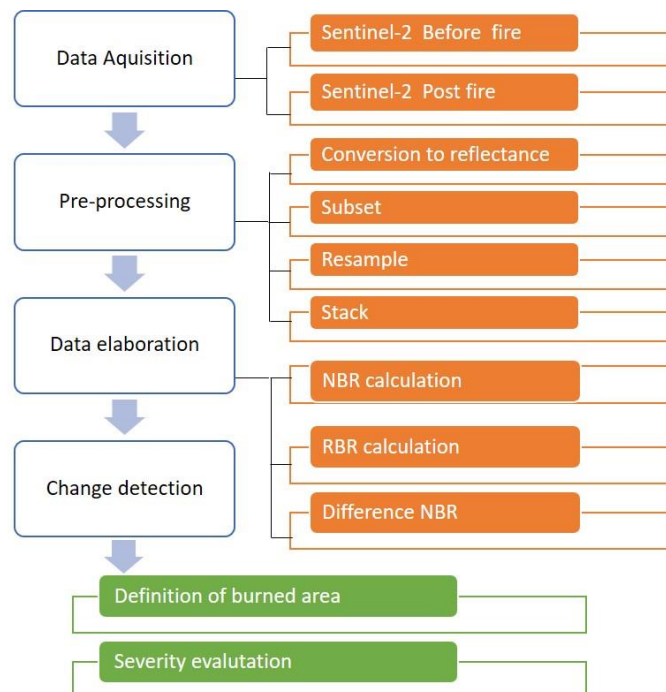 Data Aquisition
Sentinel-2 Before fire
Sentinel-2 Post fire
Pre-processing
Conversion to reflectance
Subset
Resample
Stack
Data elaboration
NBR calculation
RBR calculation
Difference NBR
Change detection
Definition of burned area
Severity evalutation